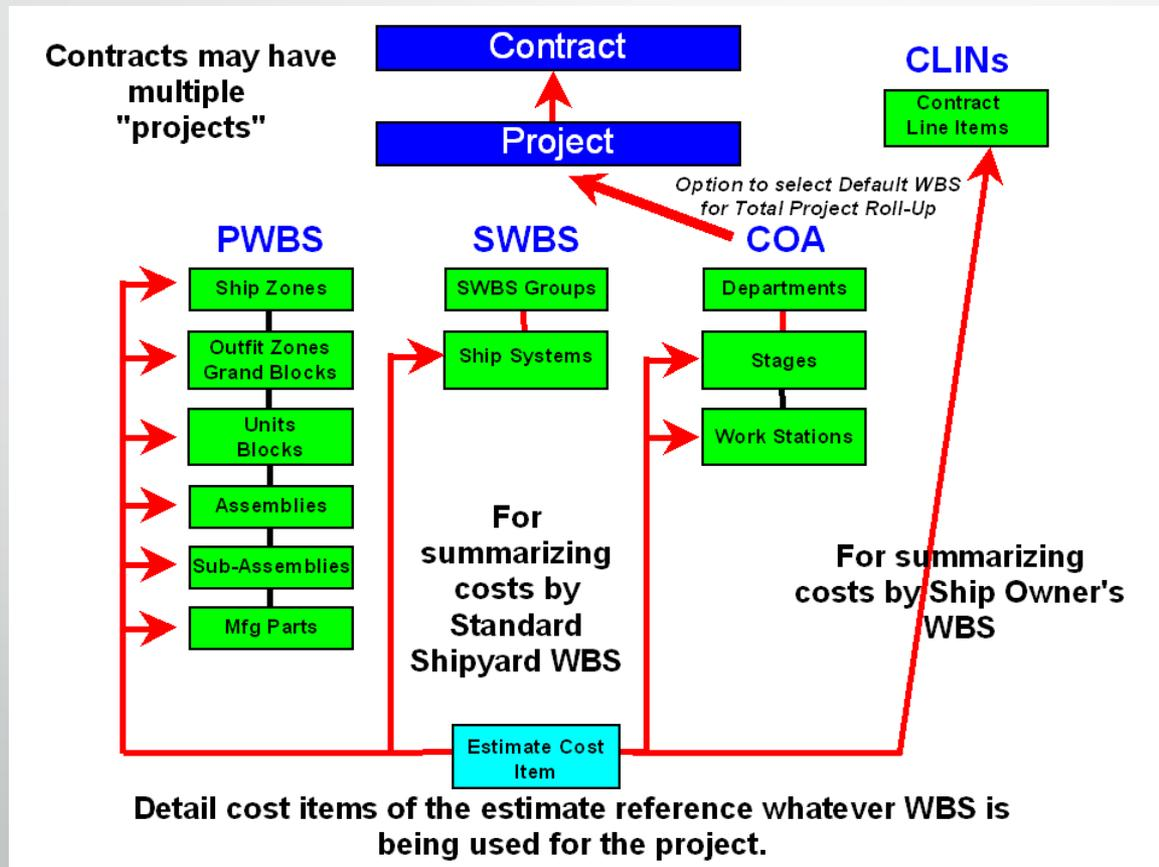 Contracts may have
multiple
"projects"
Contract
Project
CLINs
Contract
Line Items
Option to select Default WBS
for Total Project Roll-Up
PWBS
SWBS
COA
Ship Zones
Outfit Zones
Grand Blocks
Units
Blocks
Assemblies
Sub-Assemblies
Mfg Parts
SWBS Groups
Ship Systems
Departments
Stages
Work Stations
For
summarizing
costs by
Standard
Shipyard WBS
For summarizing
costs by Ship Owner's
WBS
Estimate Cost
Item
Detail cost items of the estimate reference whatever WBS is
being used for the project.